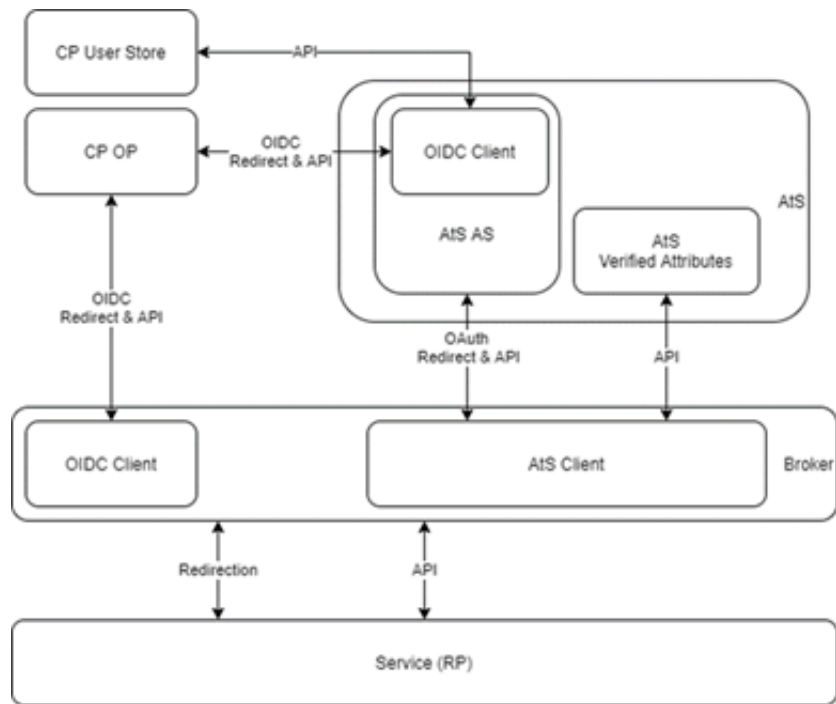 CP User Store
API
CP OP
OIDC
Redirect & API
OIDC Client
AtS AS
AtS
Verified Attributes
AtS
OIDC
Redirect & API
OAuth
Redirect & API
API
OIDC Client
AtS Client
Broker
Redirection
API
Service (RP)